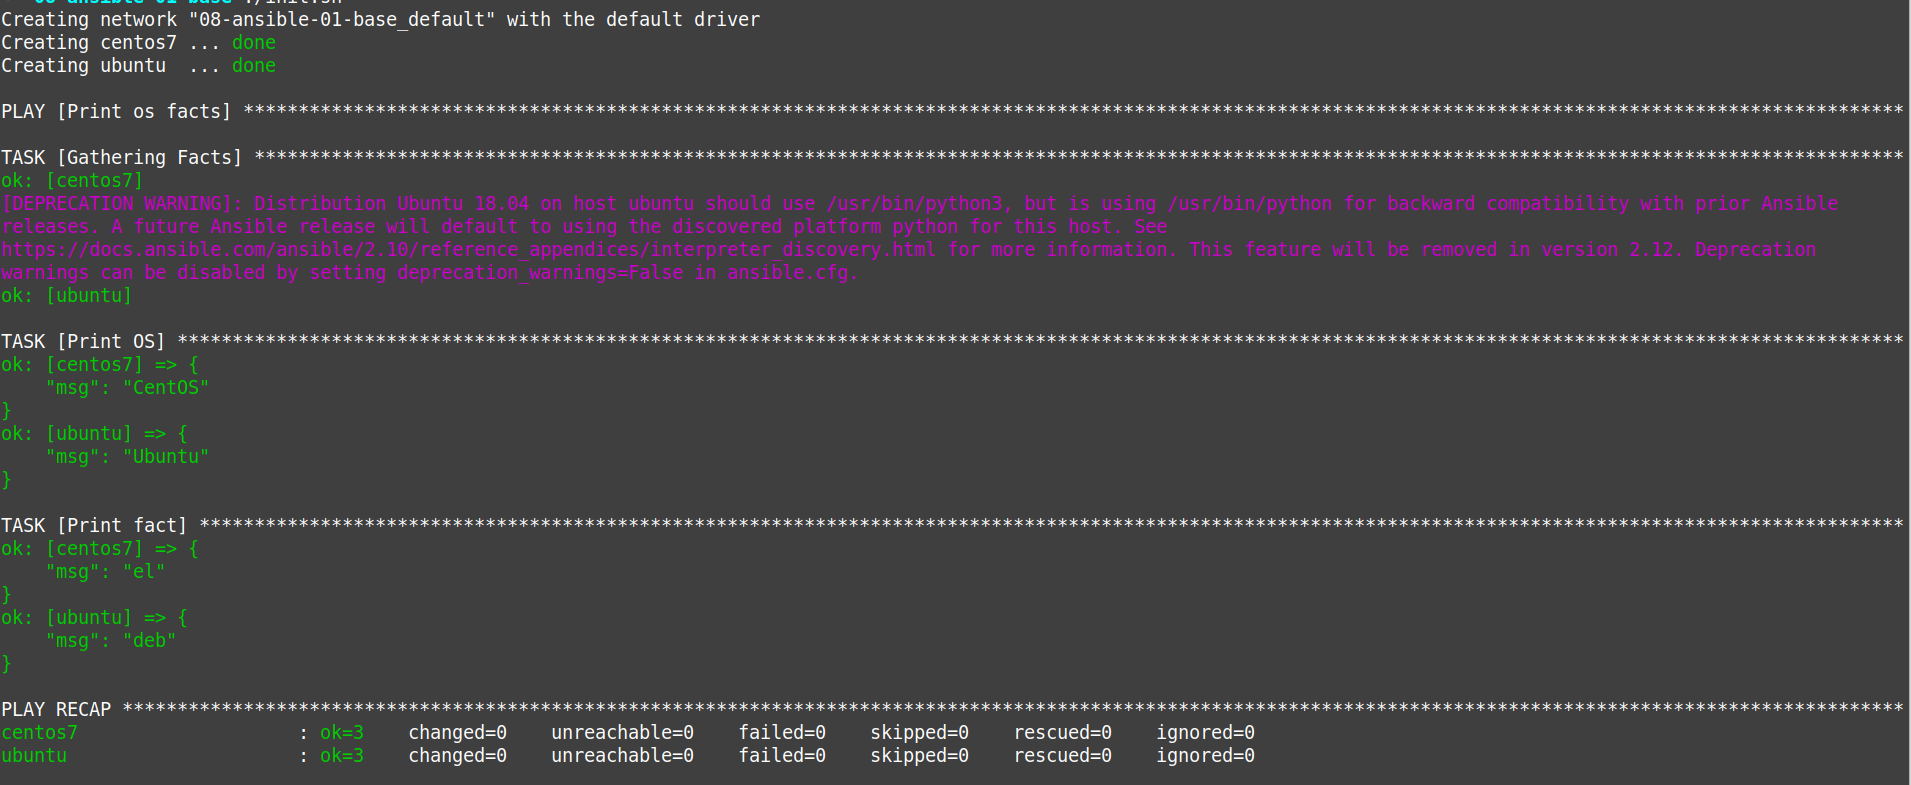 08-ansible-01-base ./init.sh
Creating network "08-ansible-01-base_default" with the default driver
Creating centos7 ... done
Creating ubuntu  ... done
PLAY [Print os facts] *******************************************************************************************************************************************************
TASK [Gathering Facts] ******************************************************************************************************************************************************
ok: [centos7]
[DEPRECATION WARNING]: Distribution Ubuntu 18.04 on host ubuntu should use /usr/bin/python3, but is using /usr/bin/python for backward compatibility with prior Ansible
releases. A future Ansible release will default to using the discovered platform python for this host. See
https://docs.ansible.com/ansible/2.10/reference_appendices/interpreter_discovery.html for more information. This feature will be removed in version 2.12. Deprecation
warnings can be disabled by setting deprecation_warnings=False in ansible.cfg.
ok: [ubuntu]
TASK [Print OS] *************************************************************************************************************************************************************
ok: [centos7] => {
    "msg": "CentOS"
}
ok: [ubuntu] => {
    "msg": "Ubuntu"
}
TASK [Print fact] ***********************************************************************************************************************************************************
ok: [centos7] => {
    "msg": "el"
}
ok: [ubuntu] => {
    "msg": "deb"
}
PLAY RECAP ******************************************************************************************************************************************************************
centos7                    : ok=3    changed=0    unreachable=0    failed=0    skipped=0    rescued=0    ignored=0
ubuntu                     : ok=3    changed=0    unreachable=0    failed=0    skipped=0    rescued=0    ignored=0